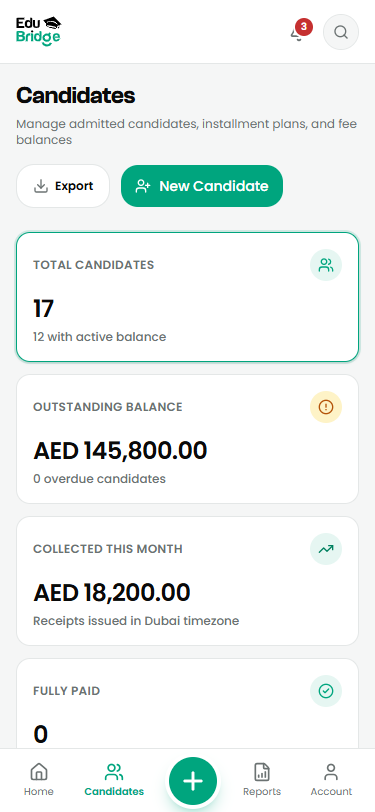 Edu
Bridge
3
Candidates
Manage admitted candidates, installment plans, and fee
balances
Export
New Candidate
TOTAL CANDIDATES
17
12 with active balance
OUTSTANDING BALANCE
AED 145,800.00
0 overdue candidates
COLLECTED THIS MONTH
AED 18,200.00
Receipts issued in Dubai timezone
FULLY PAID
0
Home
Candidates
Reports
Account